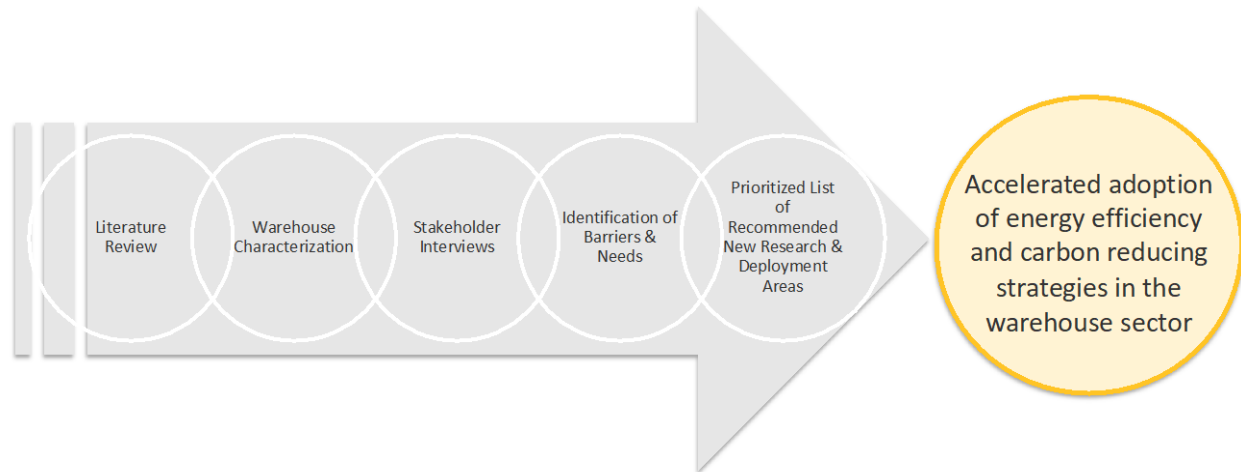 Literature
Review
Warehouse
Characterization
Stakeholder
Interviews
Identification of
Barriers &
Needs
Prioritized List
of
Recommended
New Research &
Deployment
Areas
Accelerated adoption
of energy efficiency
and carbon reducing
strategies in the
warehouse sector